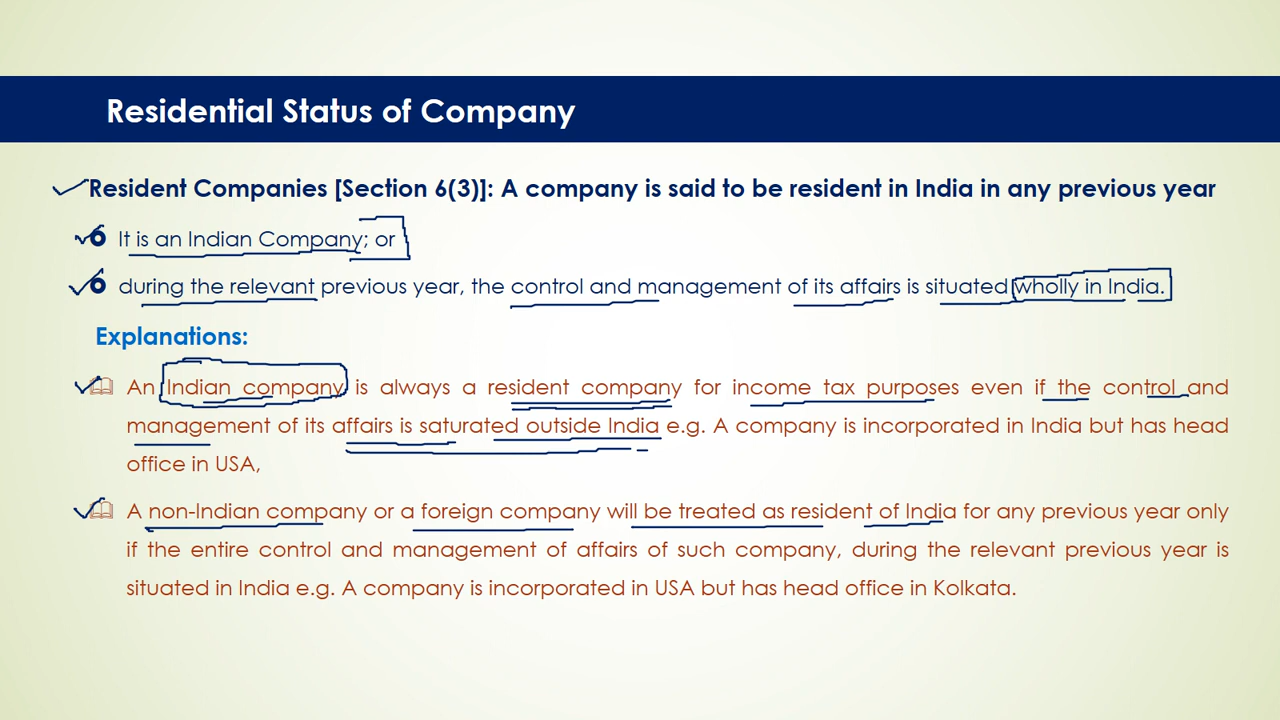 Residential Status of Company
Resident Companies [Section 6(3)]: A company is said to be resident in India in any previous year
It is an Indian Company; or
during the relevant previous year, the control and management of its affairs is situated wholly in India.
Explanations:
An Indian company is always a resident company for income tax purposes even if the control and
management of its affairs is saturated outside India e.g. A company is incorporated in India but has head
office in USA,
A non-Indian company or a foreign company will be treated as resident of India for any previous year only
if the entire control and management of affairs of such company, during the relevant previous year is
situated in India e.g. A company is incorporated in USA but has head office in Kolkata.